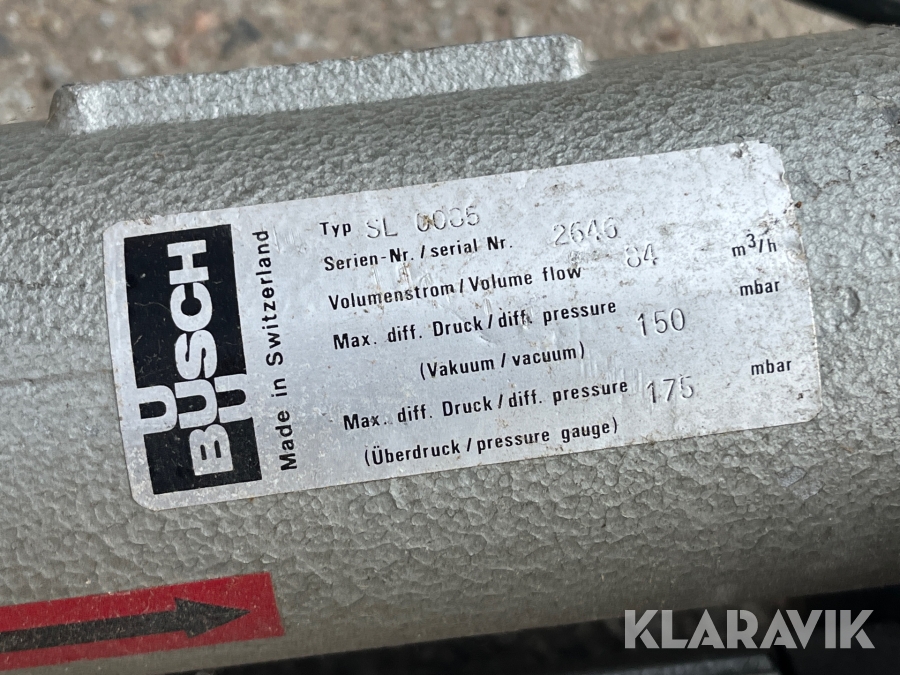 BUSCH
Made in Switzerland
Typ SL 0085
Serien-Nr. / serial Nr. 2646
Volumenstrom / Volume flow 84 m³/h
Max. diff. Druck / diff. pressure 150 mbar
(Vakuum / vacuum)
Max. diff. Druck / diff. pressure 175 mbar
(Überdruck / pressure gauge)
KLARAVIK